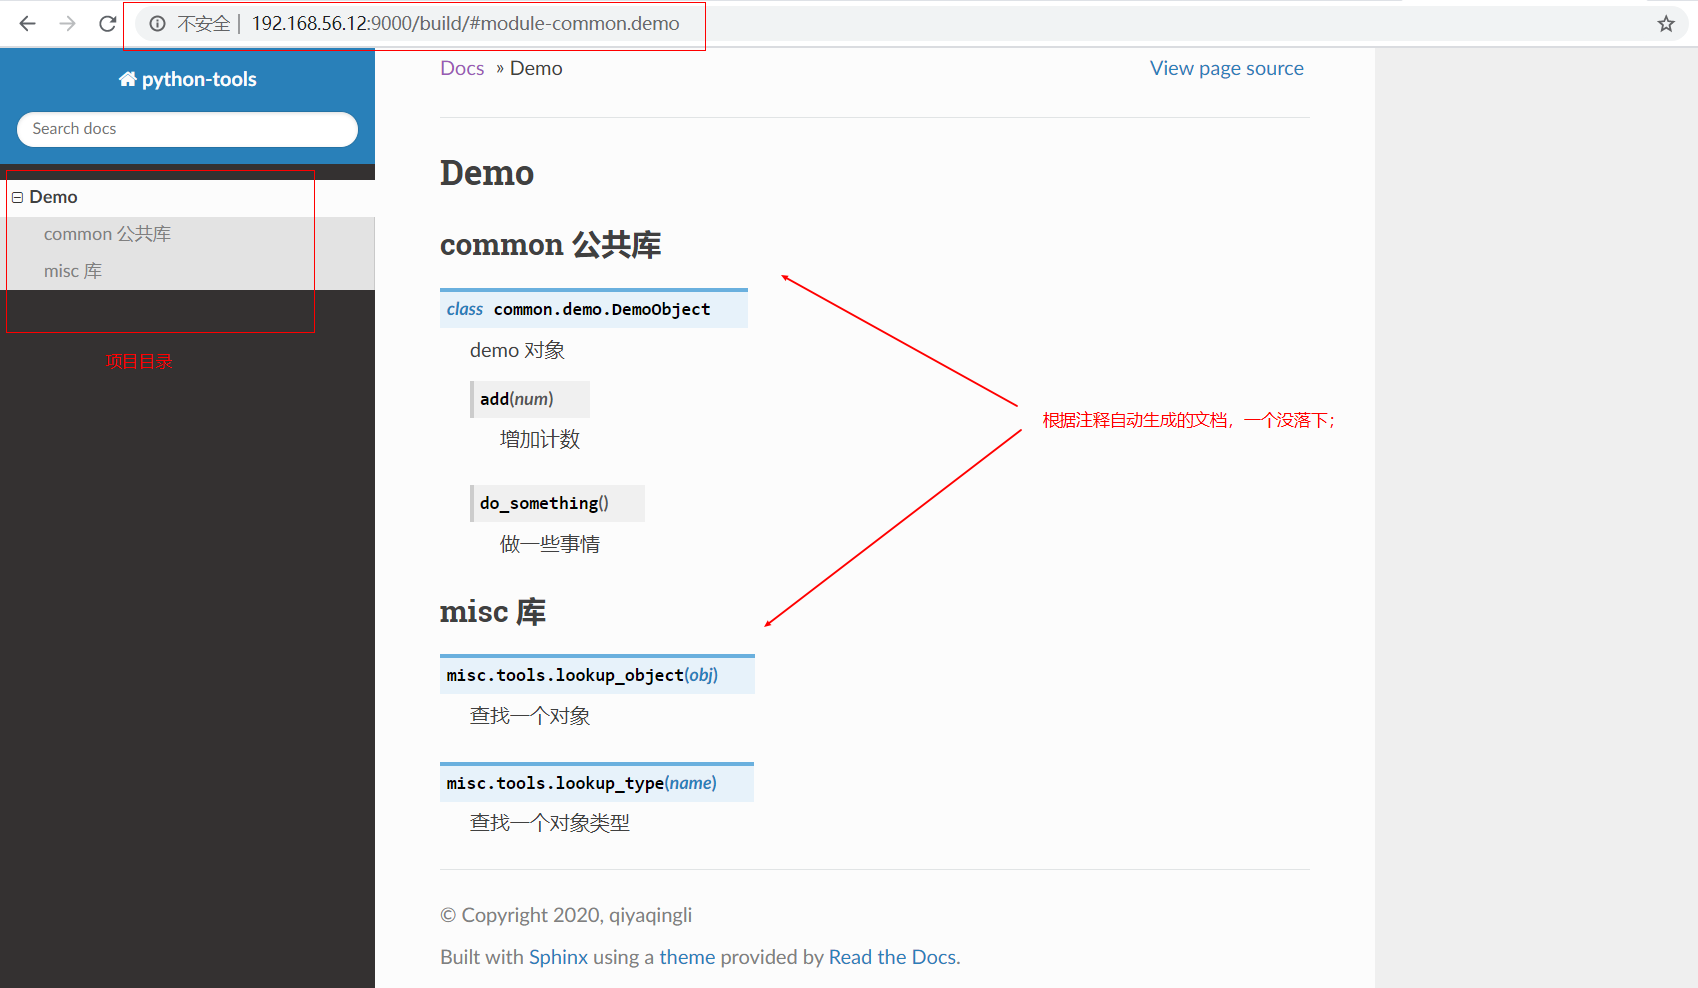 不安全 | 192.168.56.12:9000/build/#module-common.demo
python-tools
Search docs
Demo
common 公共库
misc 库
项目目录
Docs » Demo
View page source
Demo
common 公共库
class common.demo.DemoObject
demo 对象
add(num)
增加计数
do_something()
做一些事情
根据注释自动生成的文档，一个没落下；
misc 库
misc.tools.lookup_object(obj)
查找一个对象
misc.tools.lookup_type(name)
查找一个对象类型
© Copyright 2020, qiyaqingli
Built with Sphinx using a theme provided by Read the Docs.